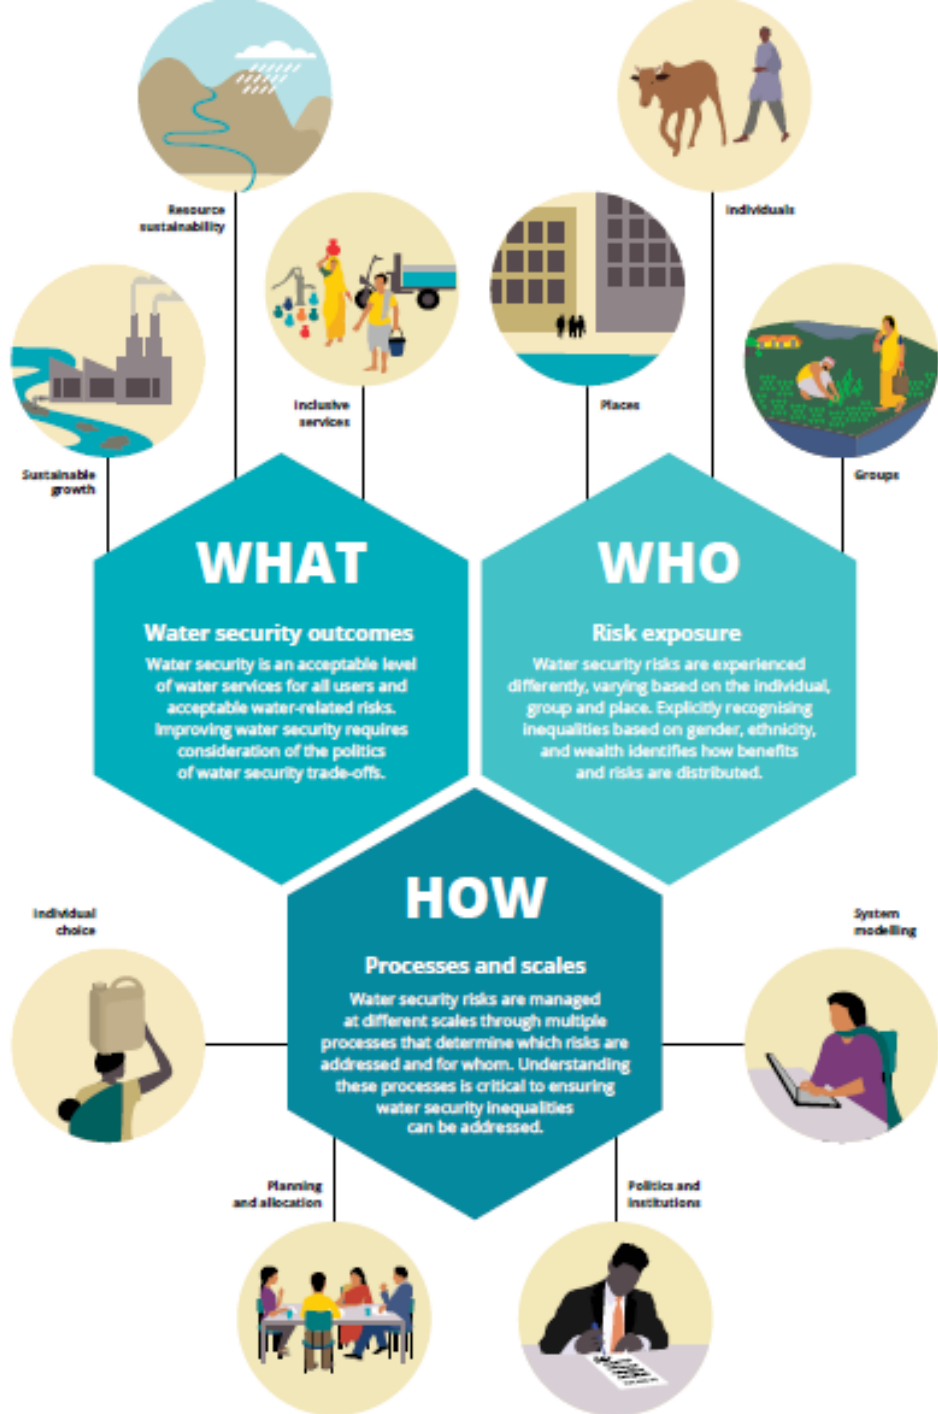 Resource
sustainability
Individuals
Inclusive
services
Places
Sustainable
growth
Groups
WHAT
Water security outcomes
Water security is an acceptable level
of water services for all users and
acceptable water-related risks.
Improving water security requires
consideration of the politics
of water security trade-offs.
WHO
Risk exposure
Water security risks are experienced
differently, varying based on the individual,
group and place. Explicitly recognising
inequalities based on gender, ethnicity,
and wealth identifies how benefits
and risks are distributed.
HOW
Processes and scales
Water security risks are managed
at different scales through multiple
processes that determine which risks are
addressed and for whom. Understanding
these processes is critical to ensuring
water security inequalities
can be addressed.
Individual
choice
System
modelling
Planning
and allocation
Politics and
institutions